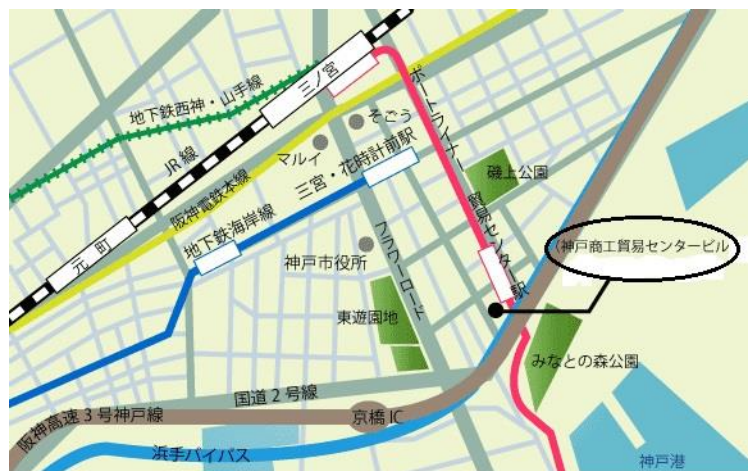 三ノ宮
地下鉄西神・山手線
JR線
そごう
マルイ
ポートライナー
阪神電鉄本線
三宮・花時計前駅
磯上公園
元町
地下鉄海岸線
貿易センター駅
神戸商工貿易センタービル
神戸市役所
フラワーロード
東遊園地
みなとの森公園
国道2号線
阪神高速3号神戸線
京橋IC
浜手バイパス
神戸港